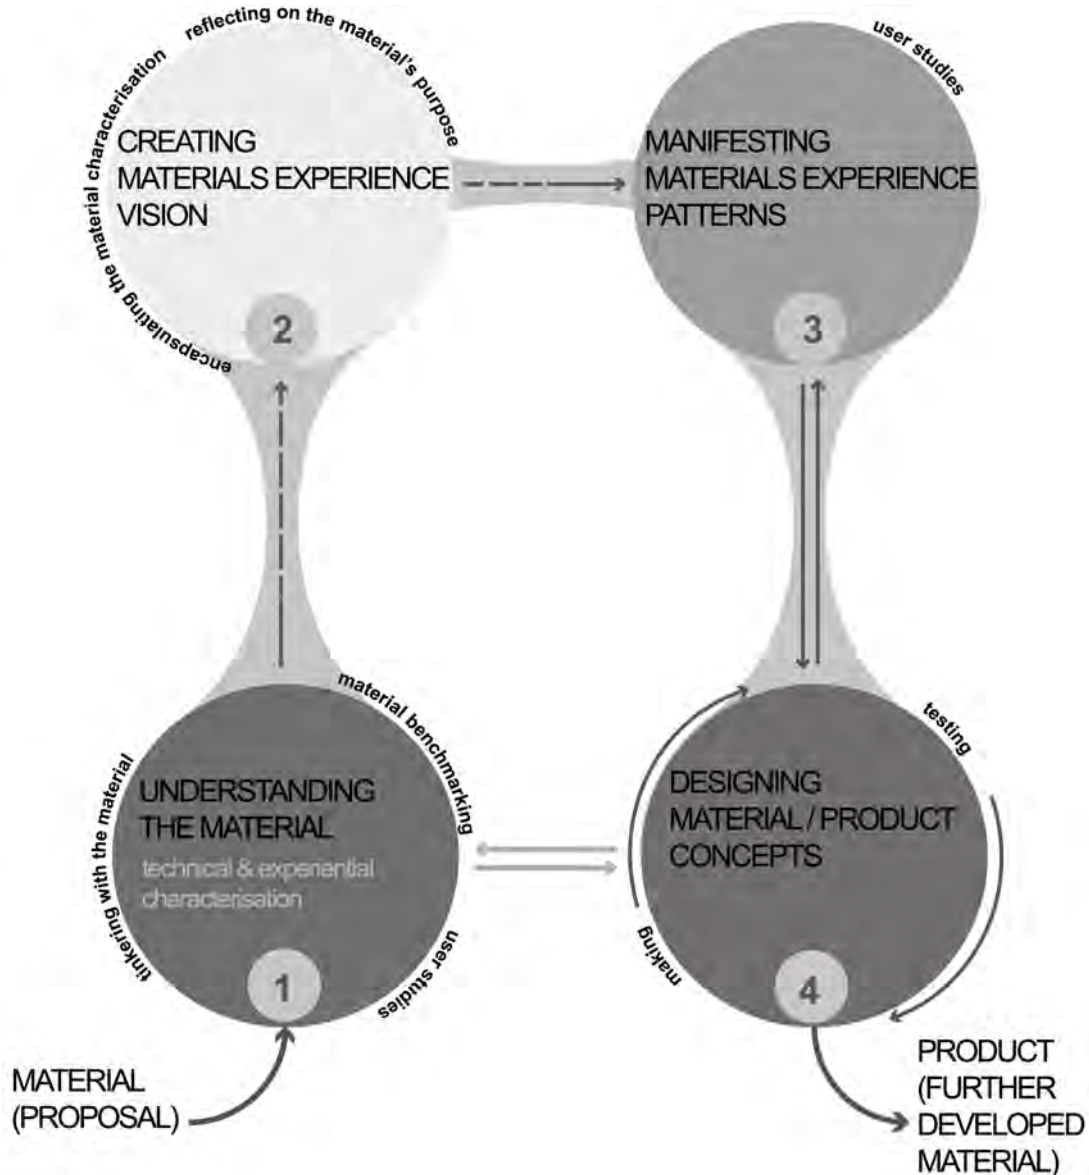 reflecting on the material's purpose
encapsulating the material characterisation
CREATING
MATERIALS EXPERIENCE
VISION
2
user studies
MANIFESTING
MATERIALS EXPERIENCE
PATTERNS
3
tinkering with the material
material benchmarking
user studies
UNDERSTANDING
THE MATERIAL
technical & experiential
characterisation
1
testing
making
DESIGNING
MATERIAL / PRODUCT
CONCEPTS
4
MATERIAL
(PROPOSAL)
PRODUCT
(FURTHER
DEVELOPED
MATERIAL)